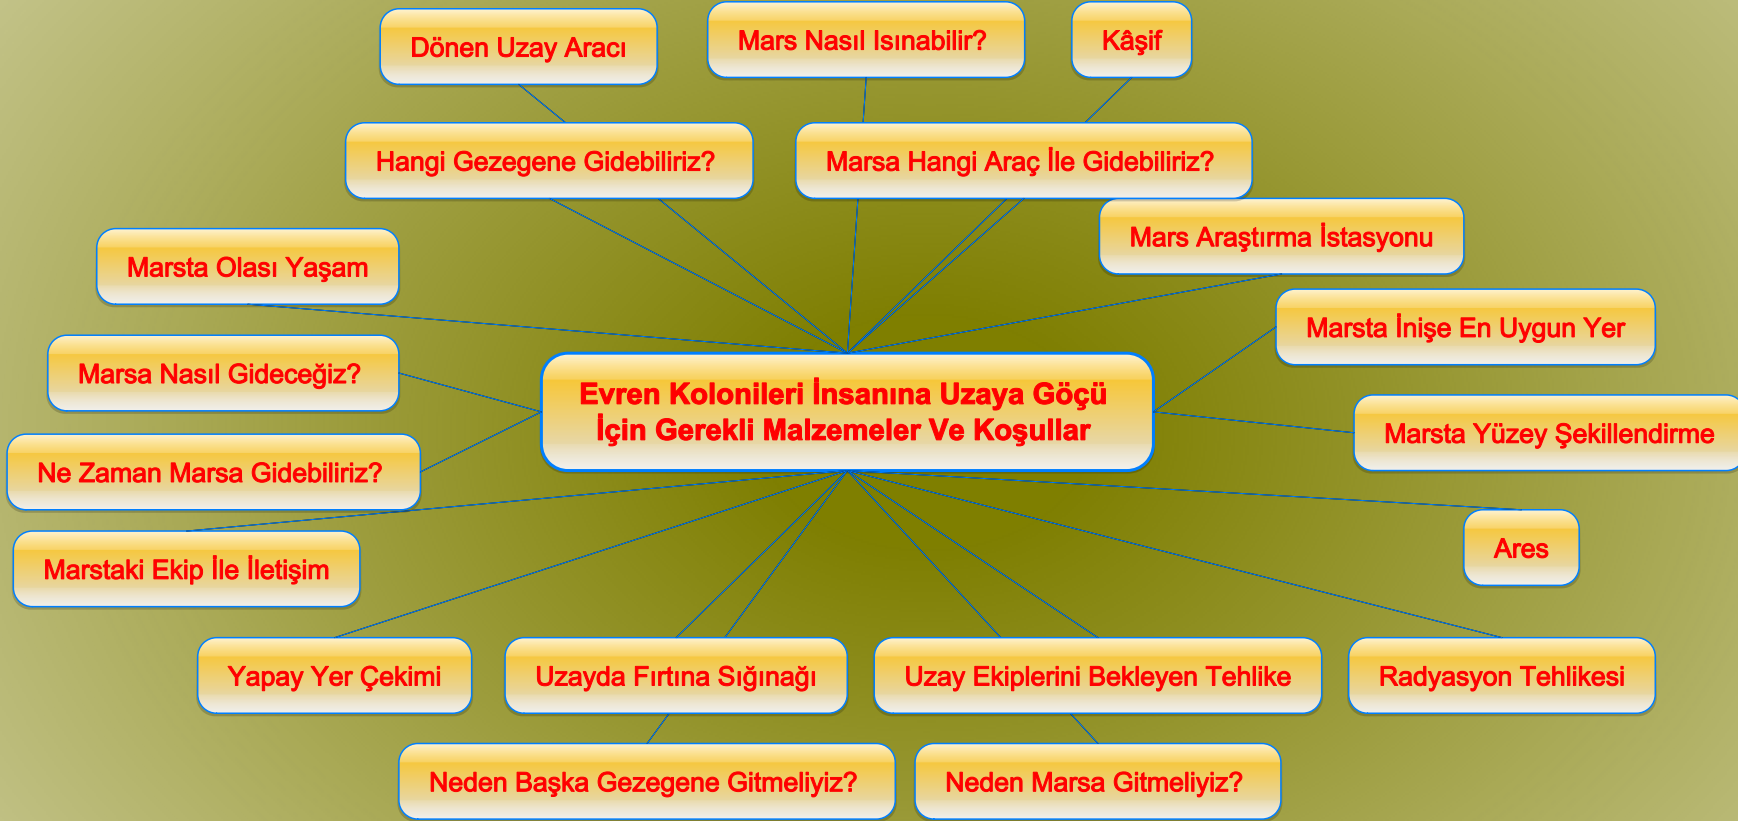 Dönen Uzay Aracı
Mars Nasıl Isınabilir?
Kâşif
Hangi Gezegene Gidebiliriz?
Marsa Hangi Araç İle Gidebiliriz?
Mars Araştırma İstasyonu
Marsta Olası Yaşam
Marsta İnişe En Uygun Yer
Marsa Nasıl Gideceğiz?
Evren Kolonileri İnsanına Uzaya Göçü
İçin Gerekli Malzemeler Ve Koşullar
Marsta Yüzey Şekillendirme
Ne Zaman Marsa Gidebiliriz?
Ares
Marstaki Ekip İle İletişim
Yapay Yer Çekimi
Uzayda Fırtına Sığınağı
Uzay Ekiplerini Bekleyen Tehlike
Radyasyon Tehlikesi
Neden Başka Gezegene Gitmeliyiz?
Neden Marsa Gitmeliyiz?